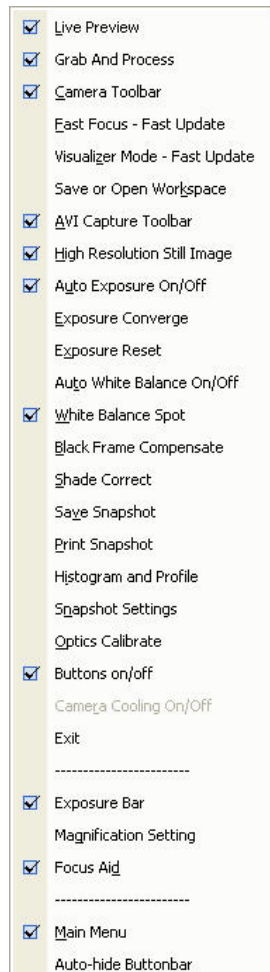 Live Preview
Grab And Process
Camera Toolbar
Fast Focus - Fast Update
Visualizer Mode - Fast Update
Save or Open Workspace
AVI Capture Toolbar
High Resolution Still Image
Auto Exposure On/Off
Exposure Converge
Exposure Reset
Auto White Balance On/Off
White Balance Spot
Black Frame Compensate
Shade Correct
Save Snapshot
Print Snapshot
Histogram and Profile
Snapshot Settings
Optics Calibrate
Buttons on/off
Camera Cooling On/Off
Exit
------------------------
Exposure Bar
Magnification Setting
Focus Aid
------------------------
Main Menu
Auto-hide Buttonbar